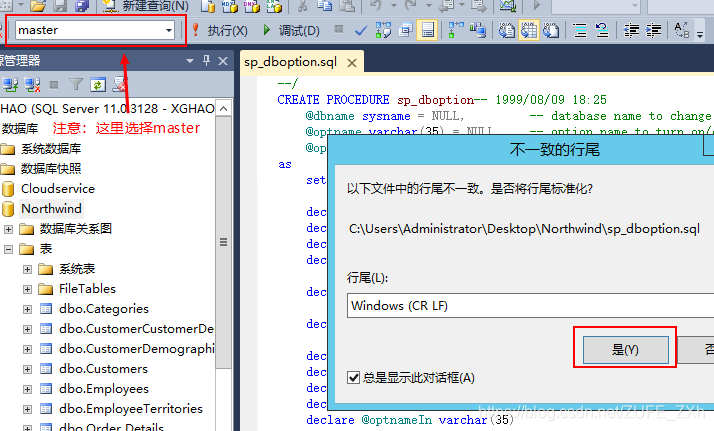 新建查询(N)
master
执行(X)
调试(D)
源管理器
sp_dboption.sql
HAO (SQL Server 11.0.3128 - XGHAO\
数据库
注意：这里选择master
系统数据库
数据库快照
Cloudservice
Northwind
数据库关系图
表
系统表
FileTables
dbo.Categories
dbo.CustomerCustomerDe
dbo.CustomerDemographi
dbo.Customers
dbo.Employees
dbo.EmployeeTerritories
dbo.Order Details
--/
CREATE PROCEDURE sp_dboption-- 1999/08/09 18:25
@dbname sysname = NULL, -- database name to change
@optname varchar(35) = NULL, -- option name to turn on/o
@op
as
set
decl
decl
decl
decl
decl
decl
decl
decl
decl
decl
declare @optnameIn varchar(35)
不一致的行尾
以下文件中的行尾不一致。是否将行尾标准化?
C:\Users\Administrator\Desktop\Northwind\sp_dboption.sql
行尾(L):
Windows (CR LF)
是(Y)
否
总是显示此对话框(A)